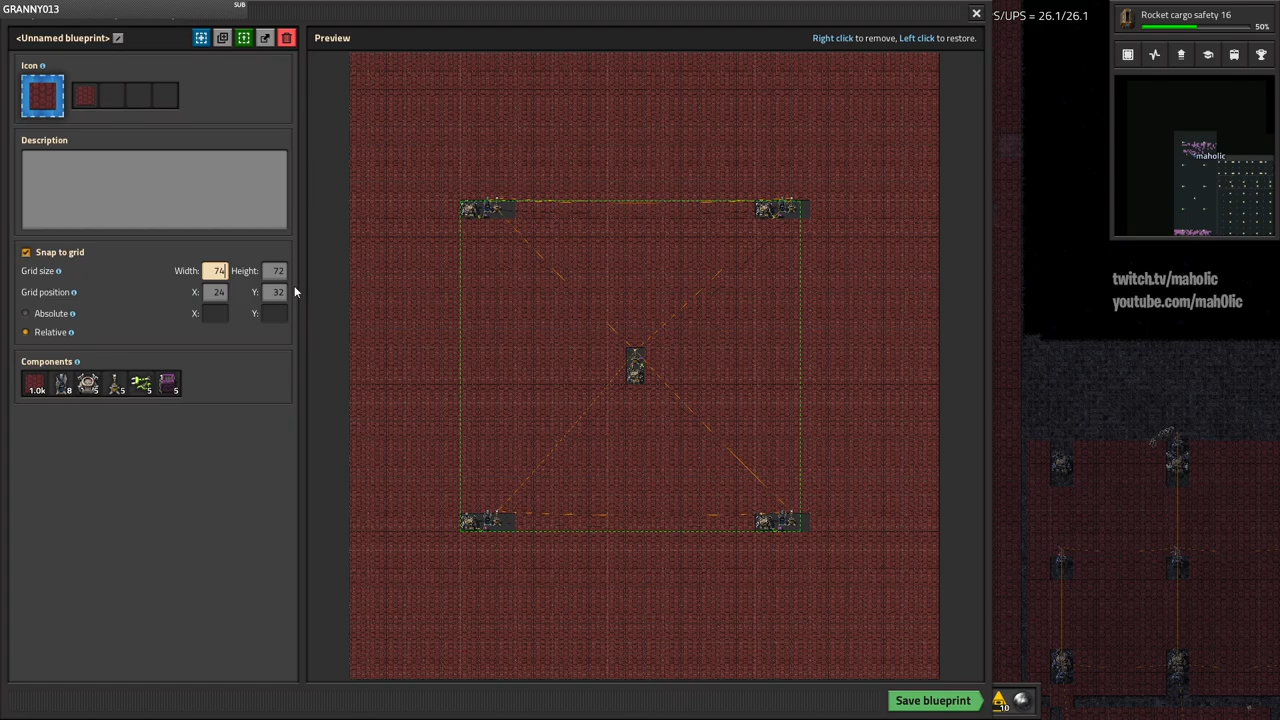 GRANNY013
SUB
S/UPS = 26.1/26.1
Rocket cargo safety 16
50%
<Unnamed blueprint>
Preview
Right click to remove, Left click to restore.
Icon
Description
maholic
Snap to grid
Grid size
Width: 74
Height: 72
Grid position
X: 24
Y: 32
Absolute
X:
Y:
Relative
twitch.tv/maholic
youtube.com/mah0lic
Components
1.0k
8
5
5
5
5
Save blueprint
10